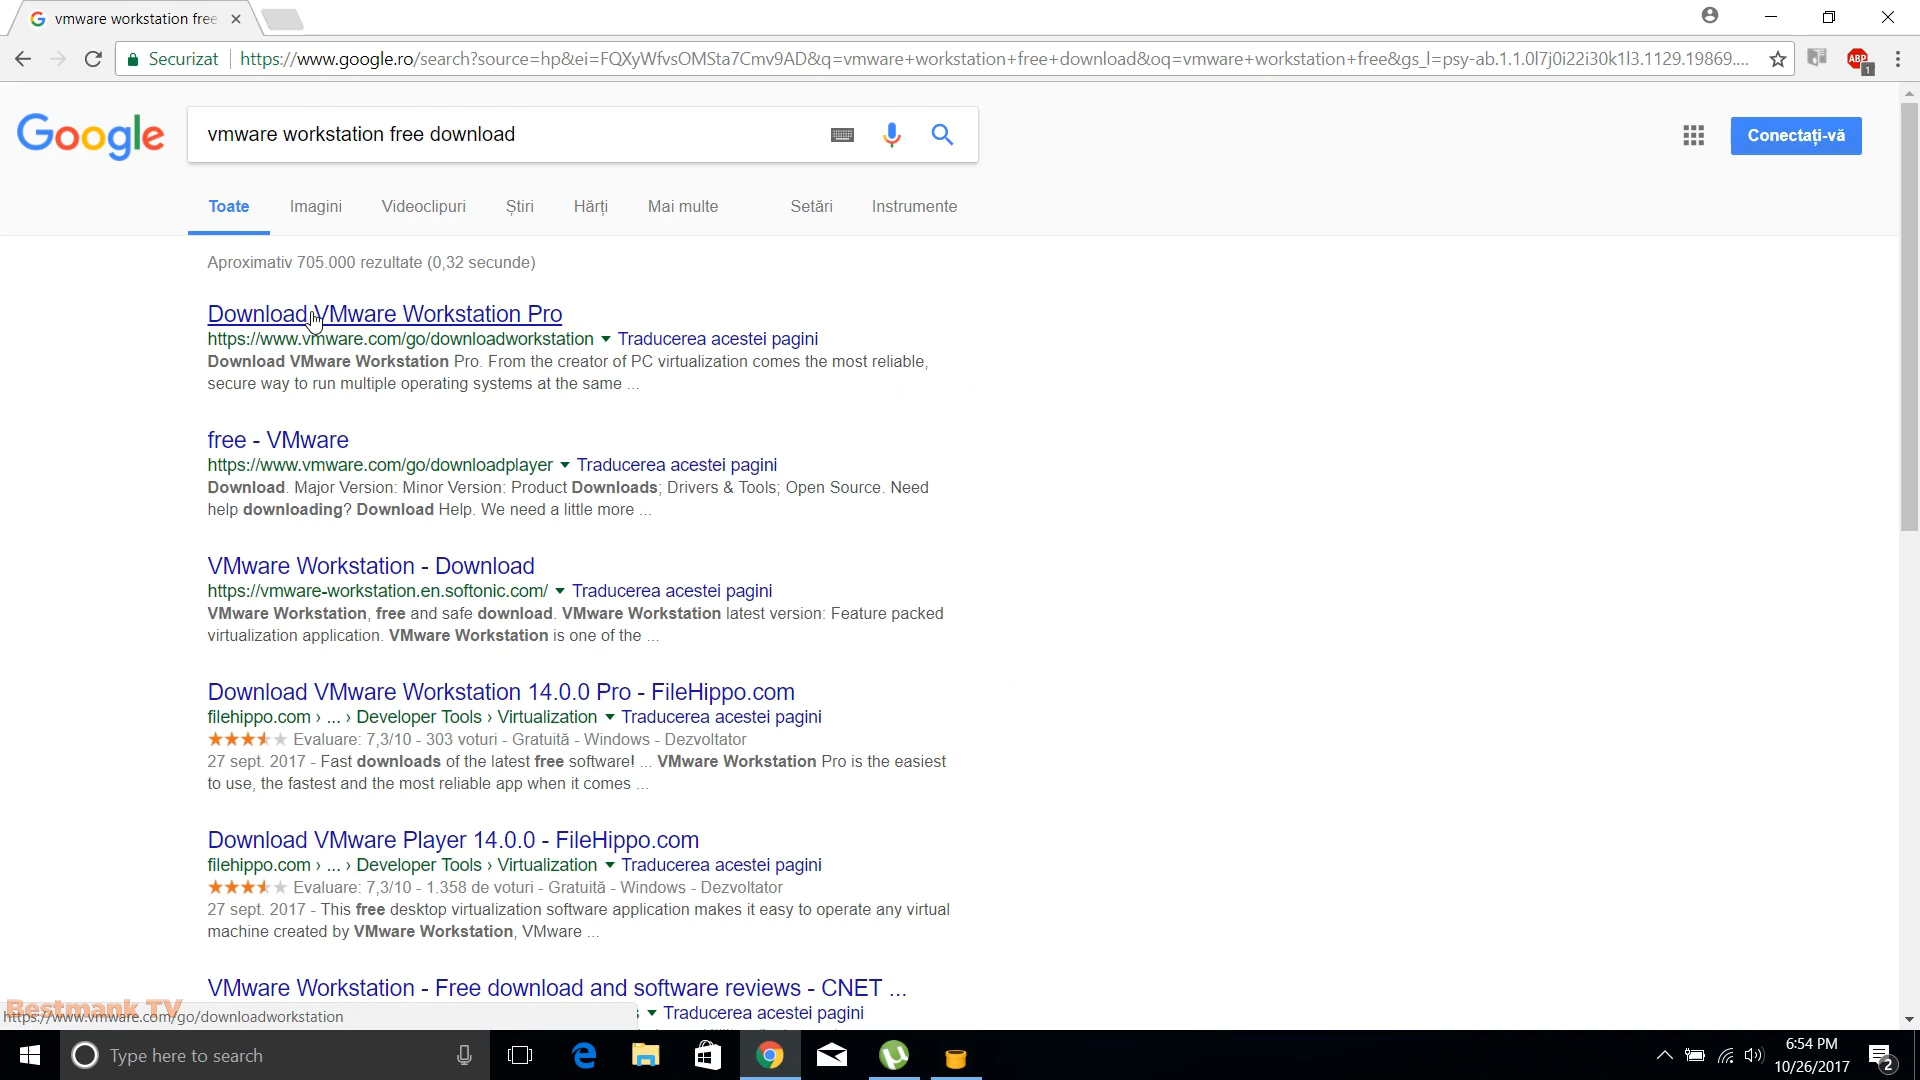 vmware workstation free
Securizat
https://www.google.ro/search?source=hp&ei=FQXyWfvsOMSta7Cmv9AD&q=vmware+workstation+free+download&oq=vmware+workstation+free&gs_l=psy-ab.1.1.0l7j0i22i30k1l3.1129.19869....
ABP
1
Google
vmware workstation free download
Conectați-vă
Toate Imagini Videoclipuri Știri Hărți Mai multe Setări Instrumente
Aproximativ 705.000 rezultate (0,32 secunde)
Download VMware Workstation Pro
https://www.vmware.com/go/downloadworkstation Traducerea acestei pagini
Download VMware Workstation Pro. From the creator of PC virtualization comes the most reliable,
secure way to run multiple operating systems at the same ...
free - VMware
https://www.vmware.com/go/downloadplayer Traducerea acestei pagini
Download. Major Version: Minor Version: Product Downloads; Drivers & Tools; Open Source. Need
help downloading? Download Help. We need a little more ...
VMware Workstation - Download
https://vmware-workstation.en.softonic.com/ Traducerea acestei pagini
VMware Workstation, free and safe download. VMware Workstation latest version: Feature packed
virtualization application. VMware Workstation is one of the ...
Download VMware Workstation 14.0.0 Pro - FileHippo.com
filehippo.com › ... › Developer Tools › Virtualization Traducerea acestei pagini
Evaluare: 7,3/10 - 303 voturi - Gratuită - Windows - Dezvoltator
27 sept. 2017 - Fast downloads of the latest free software! ... VMware Workstation Pro is the easiest
to use, the fastest and the most reliable app when it comes ...
Download VMware Player 14.0.0 - FileHippo.com
filehippo.com › ... › Developer Tools › Virtualization Traducerea acestei pagini
Evaluare: 7,3/10 - 1.358 de voturi - Gratuită - Windows - Dezvoltator
27 sept. 2017 - This free desktop virtualization software application makes it easy to operate any virtual
machine created by VMware Workstation, VMware ...
VMware Workstation - Free download and software reviews - CNET ...
Traducerea acestei pagini
Bestmank TV
https://www.vmware.com/go/downloadworkstation
Type here to search
6:54 PM
10/26/2017
2